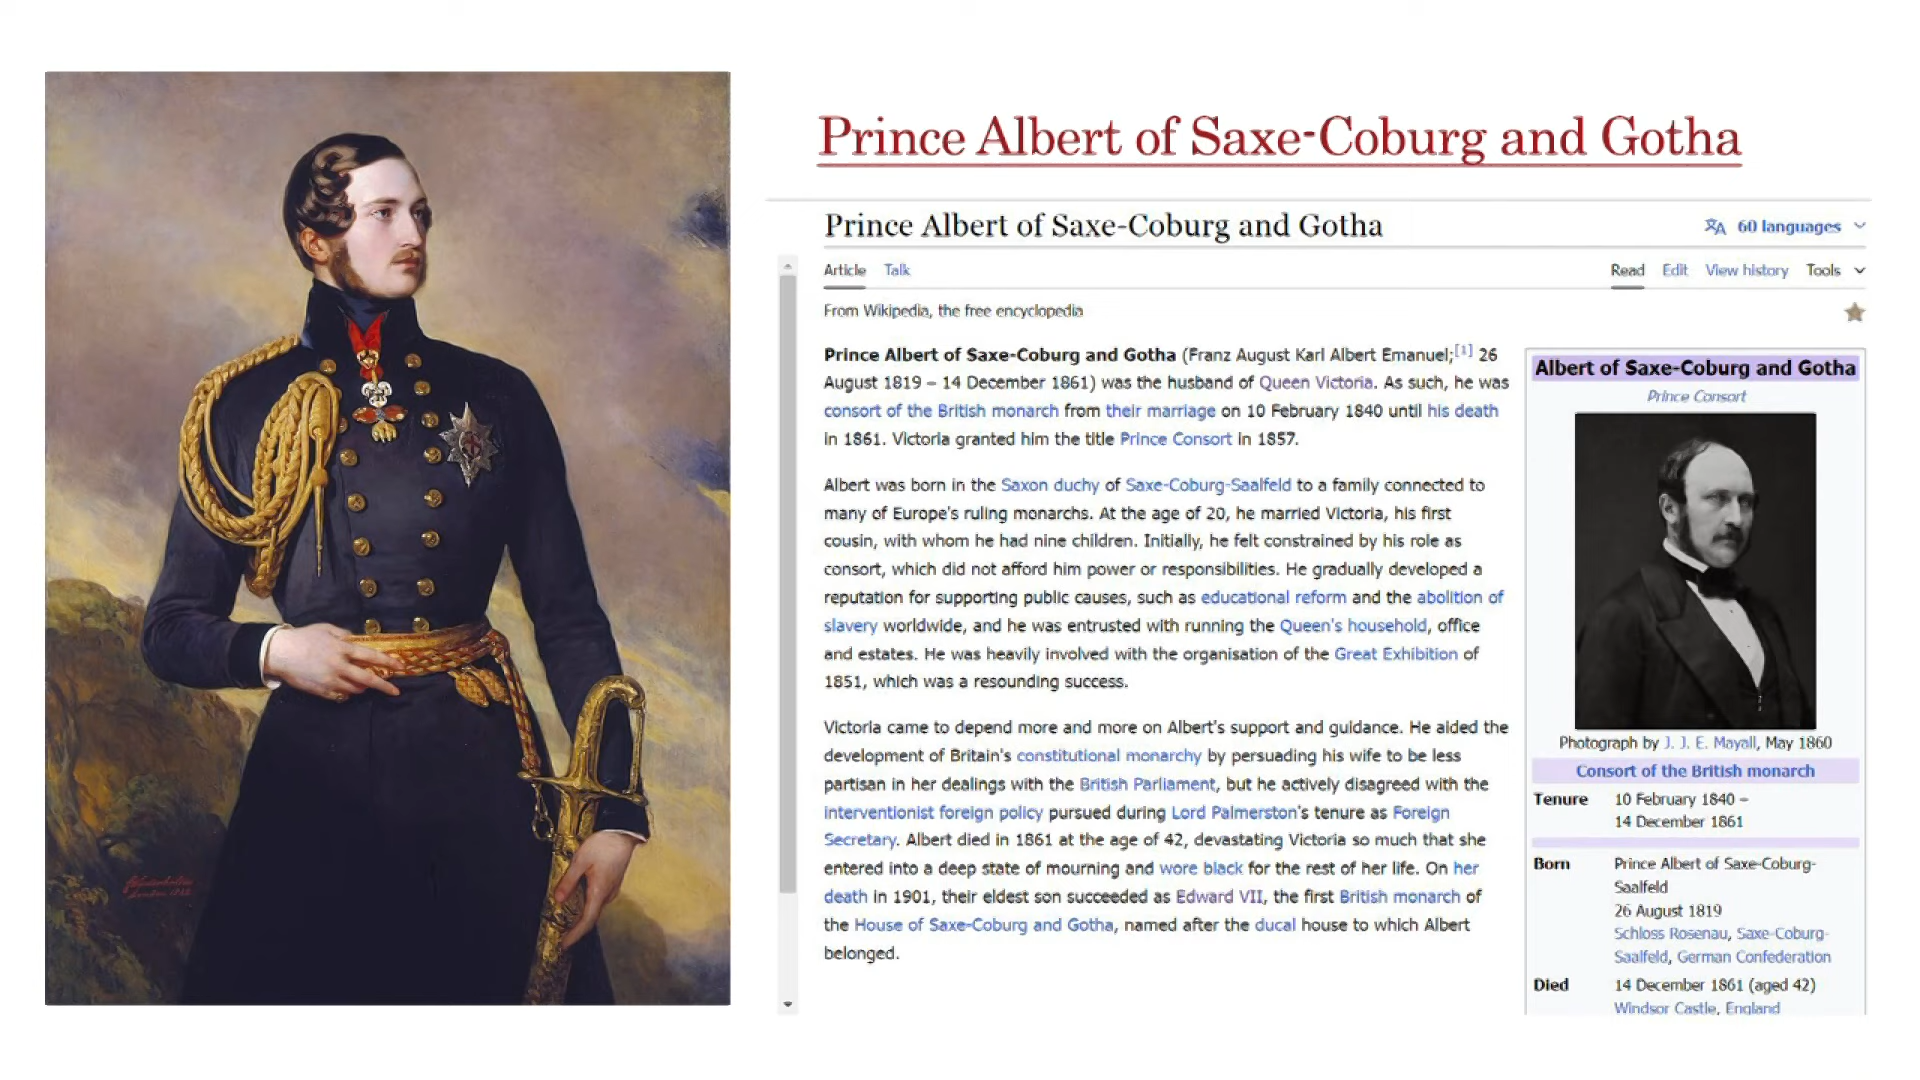 Prince Albert of Saxe-Coburg and Gotha
Prince Albert of Saxe-Coburg and Gotha
60 languages
Article Talk
Read Edit View history Tools
From Wikipedia, the free encyclopedia
Prince Albert of Saxe-Coburg and Gotha (Franz August Karl Albert Emanuel;[1] 26
August 1819 – 14 December 1861) was the husband of Queen Victoria. As such, he was
consort of the British monarch from their marriage on 10 February 1840 until his death
in 1861. Victoria granted him the title Prince Consort in 1857.
Albert was born in the Saxon duchy of Saxe-Coburg-Saalfeld to a family connected to
many of Europe's ruling monarchs. At the age of 20, he married Victoria, his first
cousin, with whom he had nine children. Initially, he felt constrained by his role as
consort, which did not afford him power or responsibilities. He gradually developed a
reputation for supporting public causes, such as educational reform and the abolition of
slavery worldwide, and he was entrusted with running the Queen's household, office
and estates. He was heavily involved with the organisation of the Great Exhibition of
1851, which was a resounding success.
Victoria came to depend more and more on Albert's support and guidance. He aided the
development of Britain's constitutional monarchy by persuading his wife to be less
partisan in her dealings with the British Parliament, but he actively disagreed with the
interventionist foreign policy pursued during Lord Palmerston's tenure as Foreign
Secretary. Albert died in 1861 at the age of 42, devastating Victoria so much that she
entered into a deep state of mourning and wore black for the rest of her life. On her
death in 1901, their eldest son succeeded as Edward VII, the first British monarch of
the House of Saxe-Coburg and Gotha, named after the ducal house to which Albert
belonged.
Albert of Saxe-Coburg and Gotha
Prince Consort
Photograph by J. J. E. Mayall, May 1860
Consort of the British monarch
Tenure 10 February 1840 –
14 December 1861
Born Prince Albert of Saxe-Coburg-
Saalfeld
26 August 1819
Schloss Rosenau, Saxe-Coburg-
Saalfeld, German Confederation
Died 14 December 1861 (aged 42)
Windsor Castle, England